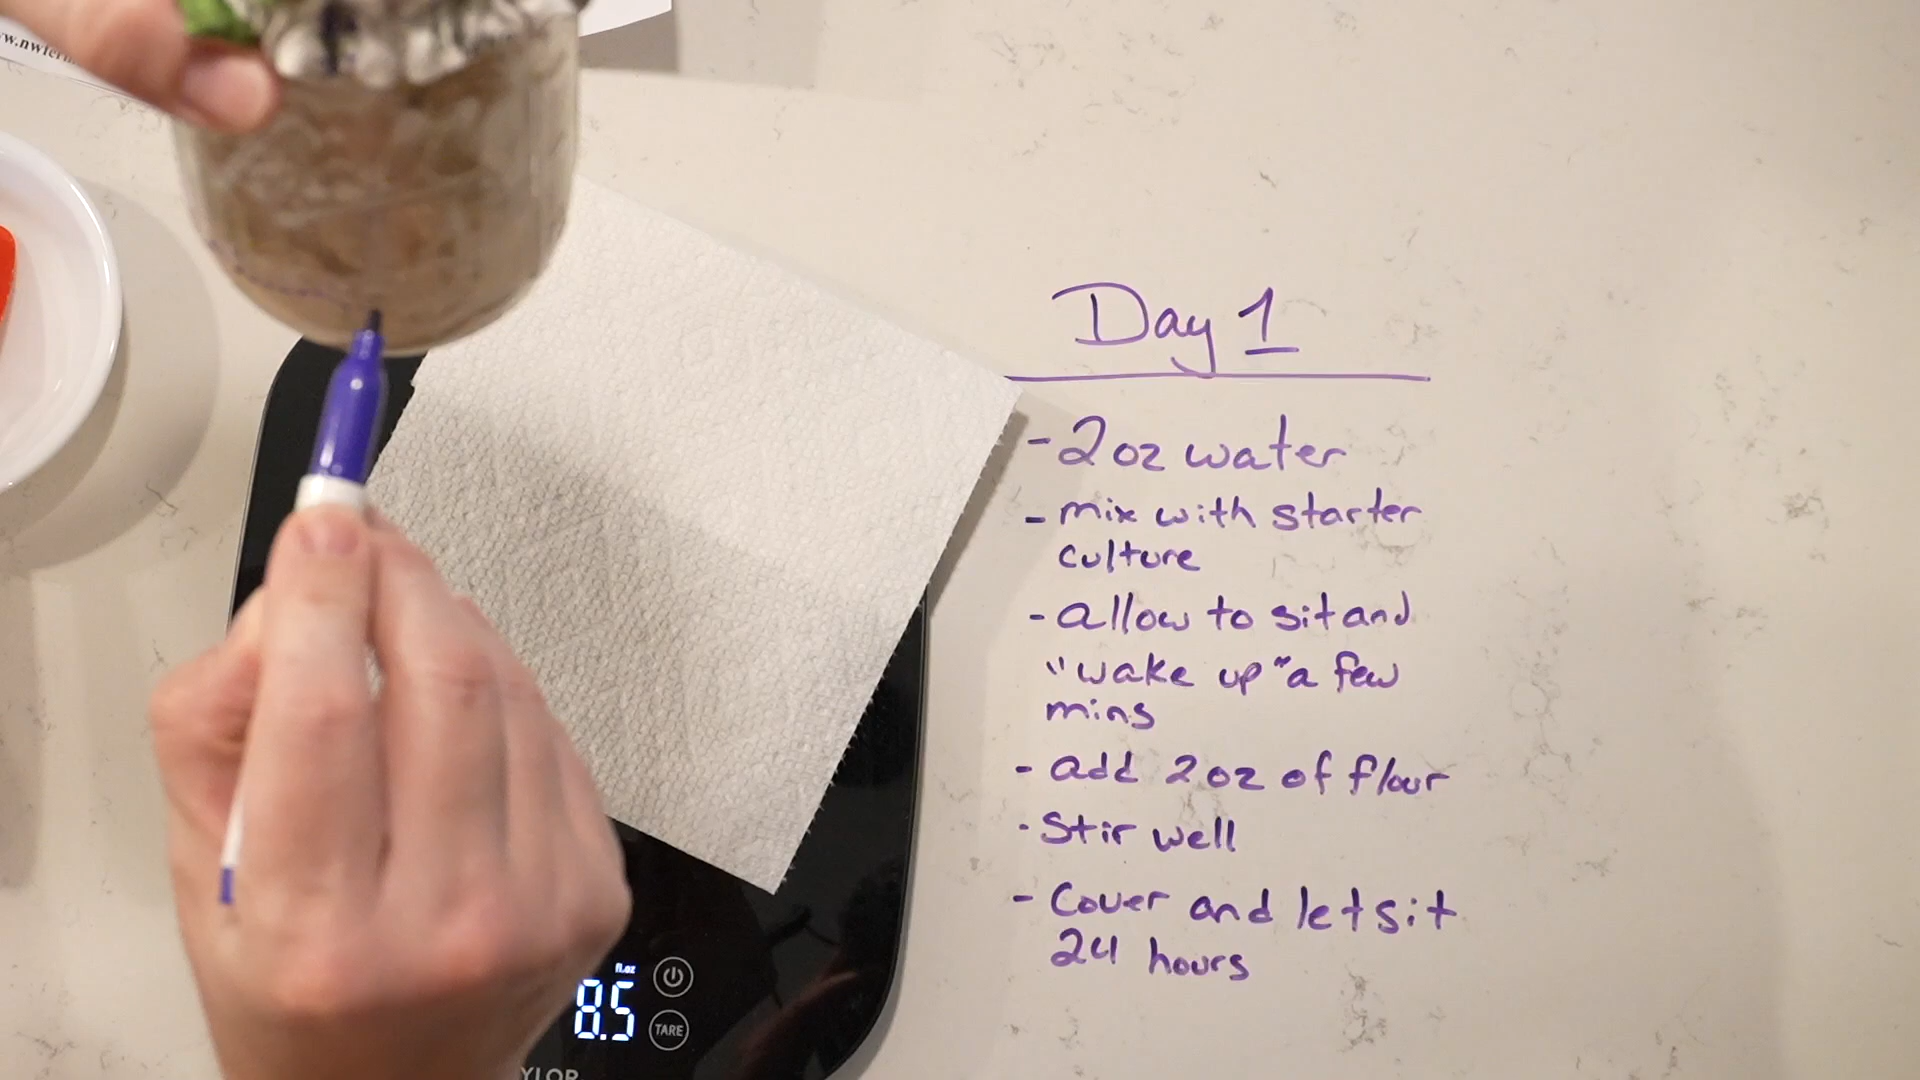 Day 1
- 2oz water
- mix with starter
culture
- allow to sit and
"wake up" a few
mins
- add 2oz of flour
- Stir well
- Cover and let sit
24 hours
fl.oz
8.5
TARE